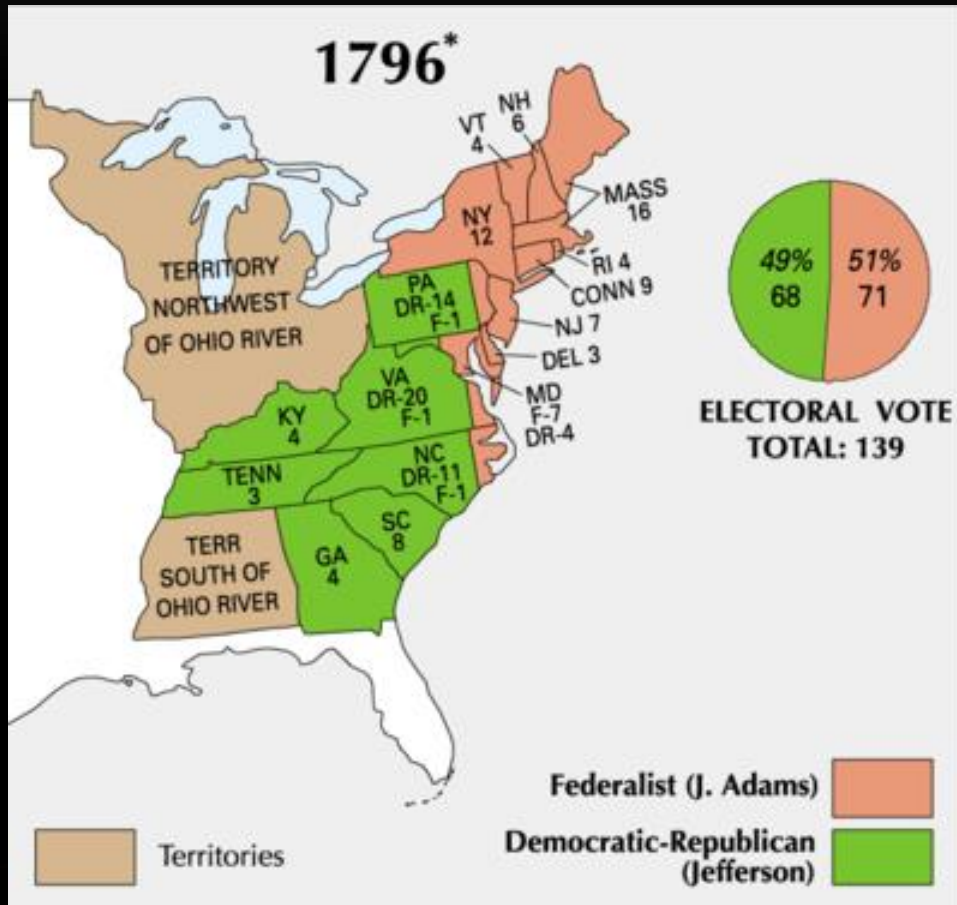 1796*
NH
6
VT
4
MASS
16
NY
12
RI 4
CONN 9
NJ 7
DEL 3
MD
F-7
DR-4
TERRITORY
NORTHWEST
OF OHIO RIVER
PA
DR-14
F-1
VA
DR-20
F-1
KY
4
TENN
3
NC
DR-11
F-1
SC
8
GA
4
TERR
SOUTH OF
OHIO RIVER
49%
68
51%
71
ELECTORAL VOTE
TOTAL: 139
Federalist (J. Adams)
Democratic-Republican
(Jefferson)
Territories